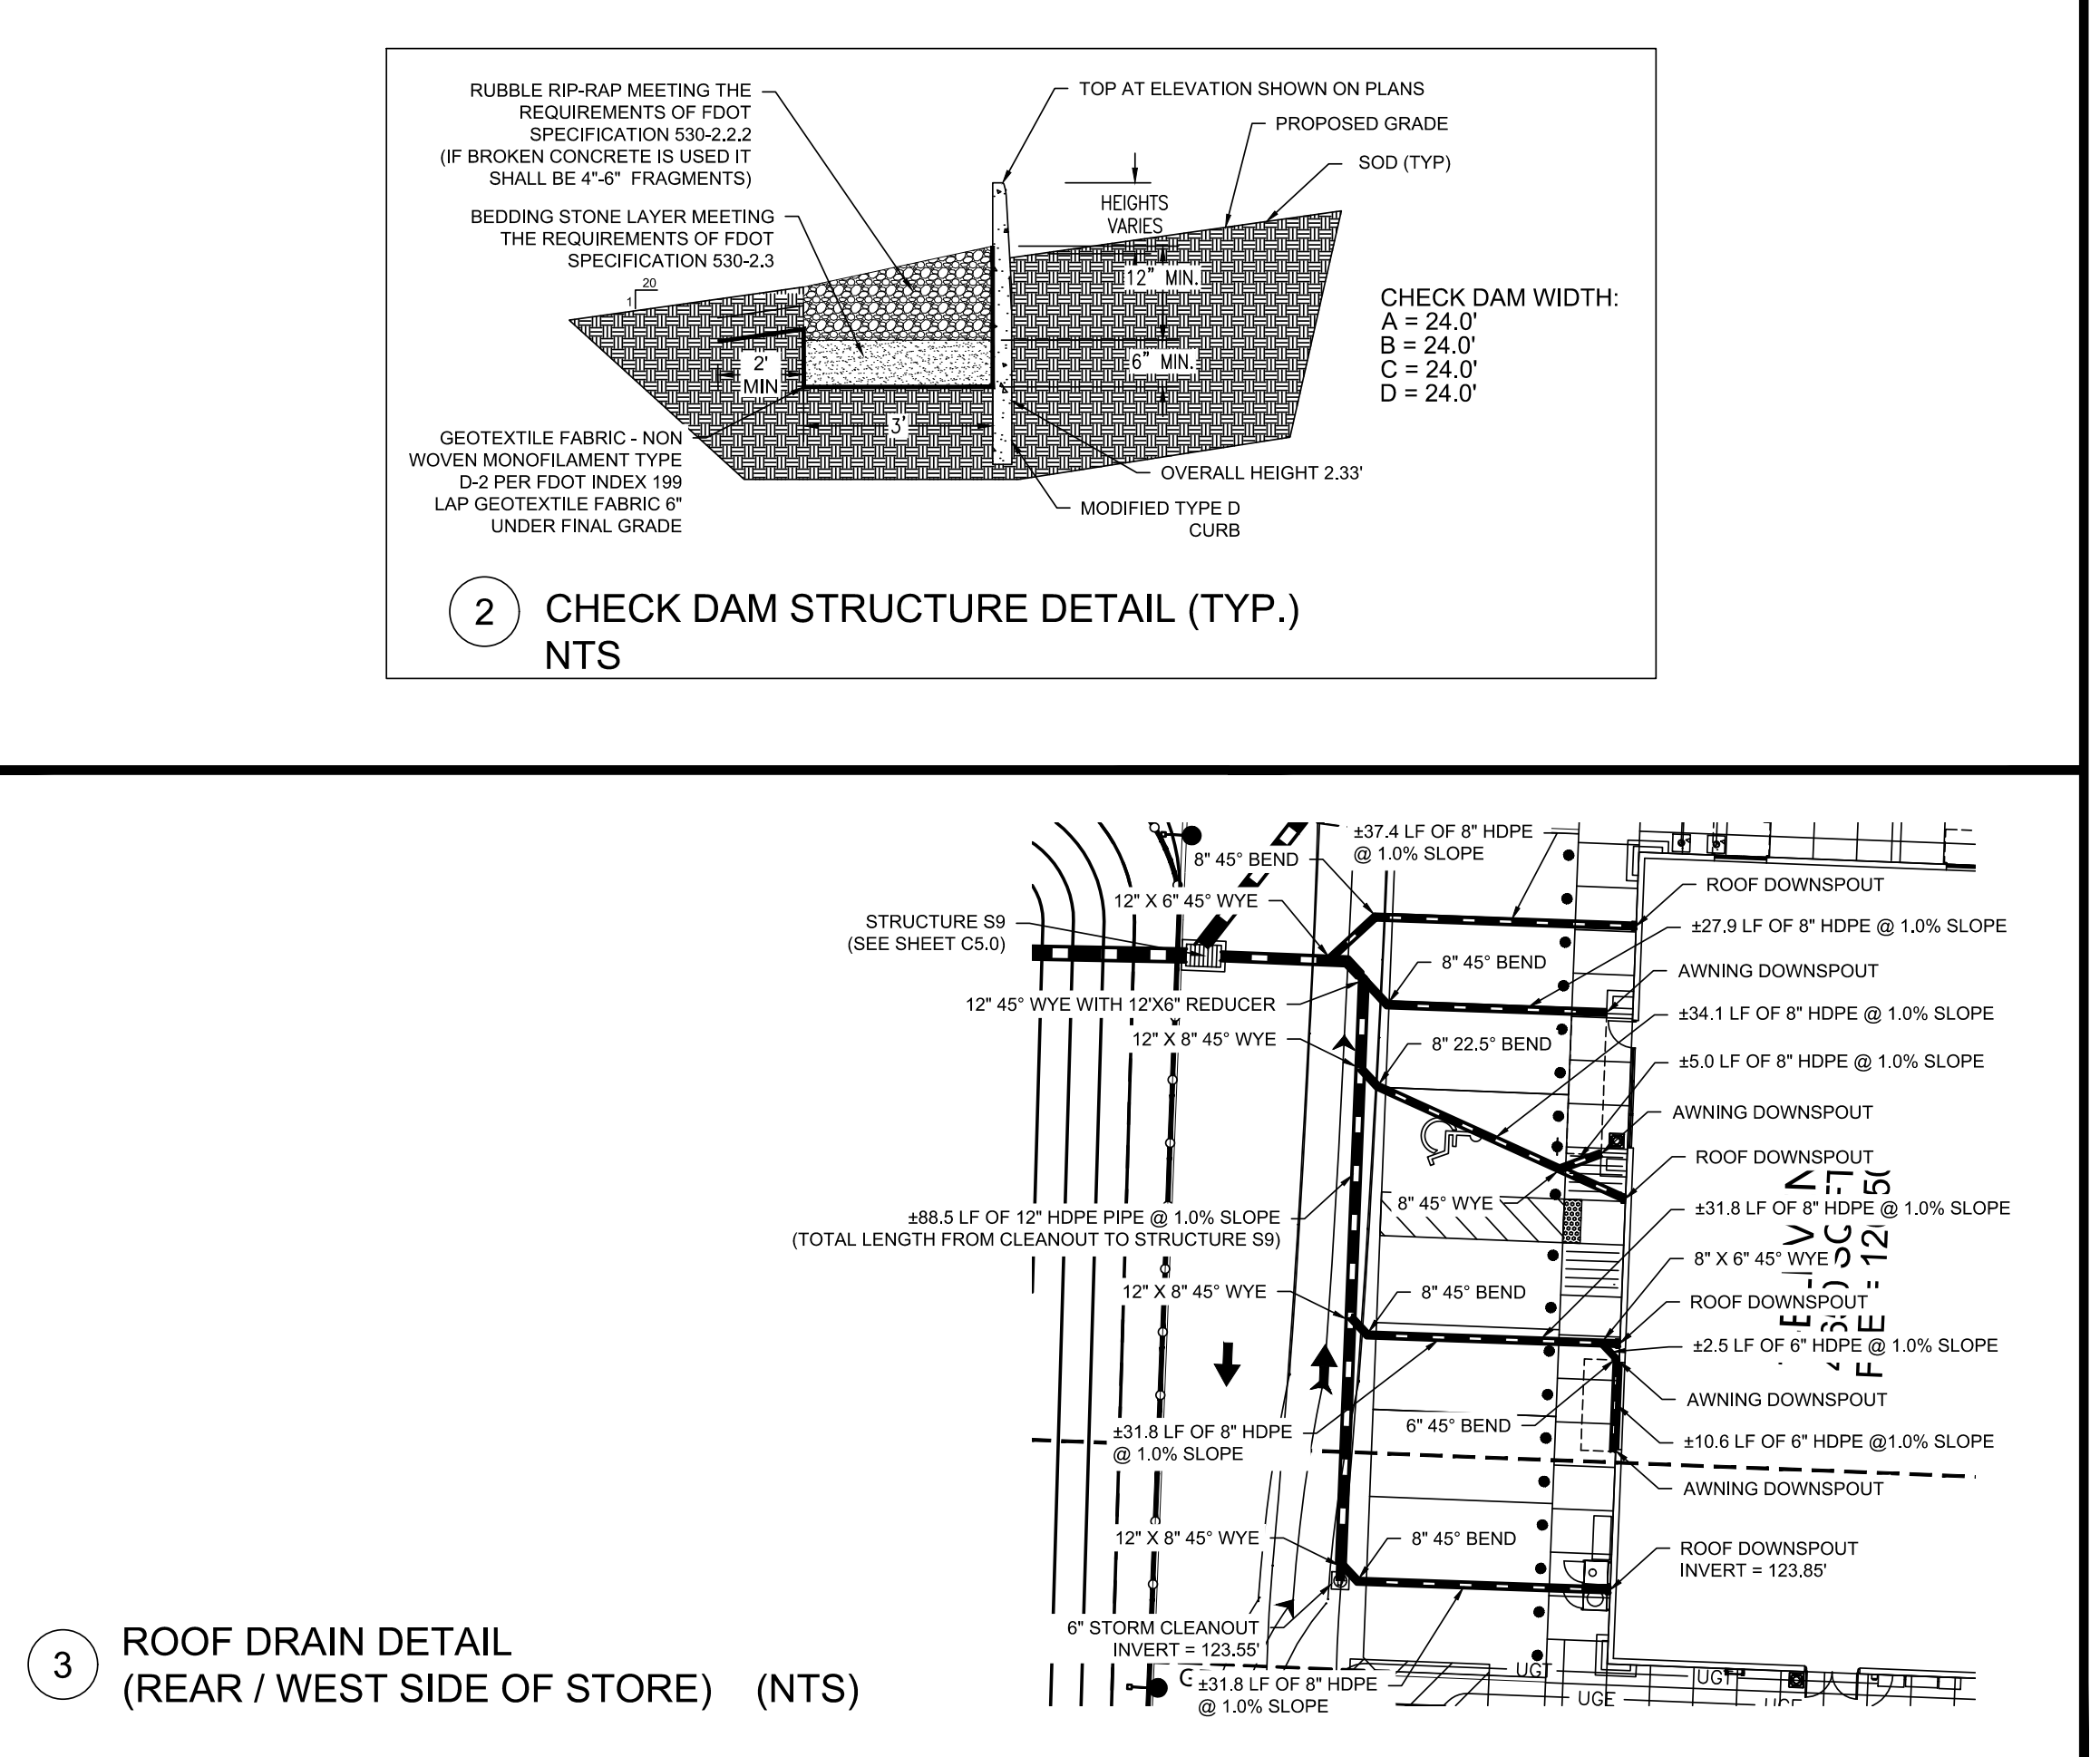 RUBBLE RIP-RAP MEETING THE
REQUIREMENTS OF FDOT
SPECIFICATION 530-2.2.2
(IF BROKEN CONCRETE IS USED IT
SHALL BE 4"-6" FRAGMENTS)
BEDDING STONE LAYER MEETING
THE REQUIREMENTS OF FDOT
SPECIFICATION 530-2.3
20
1
2'
MIN
3'
GEOTEXTILE FABRIC - NON
WOVEN MONOFILAMENT TYPE
D-2 PER FDOT INDEX 199
LAP GEOTEXTILE FABRIC 6"
UNDER FINAL GRADE
TOP AT ELEVATION SHOWN ON PLANS
PROPOSED GRADE
SOD (TYP)
HEIGHTS
VARIES
12" MIN.
6" MIN.
OVERALL HEIGHT 2.33'
MODIFIED TYPE D
CURB
CHECK DAM WIDTH:
A = 24.0'
B = 24.0'
C = 24.0'
D = 24.0'
2
CHECK DAM STRUCTURE DETAIL (TYP.)
NTS
±37.4 LF OF 8" HDPE
@ 1.0% SLOPE
8" 45° BEND
12" X 6" 45° WYE
STRUCTURE S9
(SEE SHEET C5.0)
ROOF DOWNSPOUT
±27.9 LF OF 8" HDPE @ 1.0% SLOPE
8" 45° BEND
AWNING DOWNSPOUT
12" 45° WYE WITH 12'X6" REDUCER
±34.1 LF OF 8" HDPE @ 1.0% SLOPE
12" X 8" 45° WYE
8" 22.5° BEND
±5.0 LF OF 8" HDPE @ 1.0% SLOPE
AWNING DOWNSPOUT
ROOF DOWNSPOUT
8" 45° WYE
±31.8 LF OF 8" HDPE @ 1.0% SLOPE
±88.5 LF OF 12" HDPE PIPE @ 1.0% SLOPE
(TOTAL LENGTH FROM CLEANOUT TO STRUCTURE S9)
8" X 6" 45° WYE
12" X 8" 45° WYE
8" 45° BEND
ROOF DOWNSPOUT
±2.5 LF OF 6" HDPE @ 1.0% SLOPE
AWNING DOWNSPOUT
±31.8 LF OF 8" HDPE
@ 1.0% SLOPE
6" 45° BEND
±10.6 LF OF 6" HDPE @1.0% SLOPE
AWNING DOWNSPOUT
12" X 8" 45° WYE
8" 45° BEND
ROOF DOWNSPOUT
INVERT = 123.85'
6" STORM CLEANOUT
INVERT = 123.55'
±31.8 LF OF 8" HDPE
@ 1.0% SLOPE
UGT
UGT
UGE
3
ROOF DRAIN DETAIL
(REAR / WEST SIDE OF STORE) (NTS)